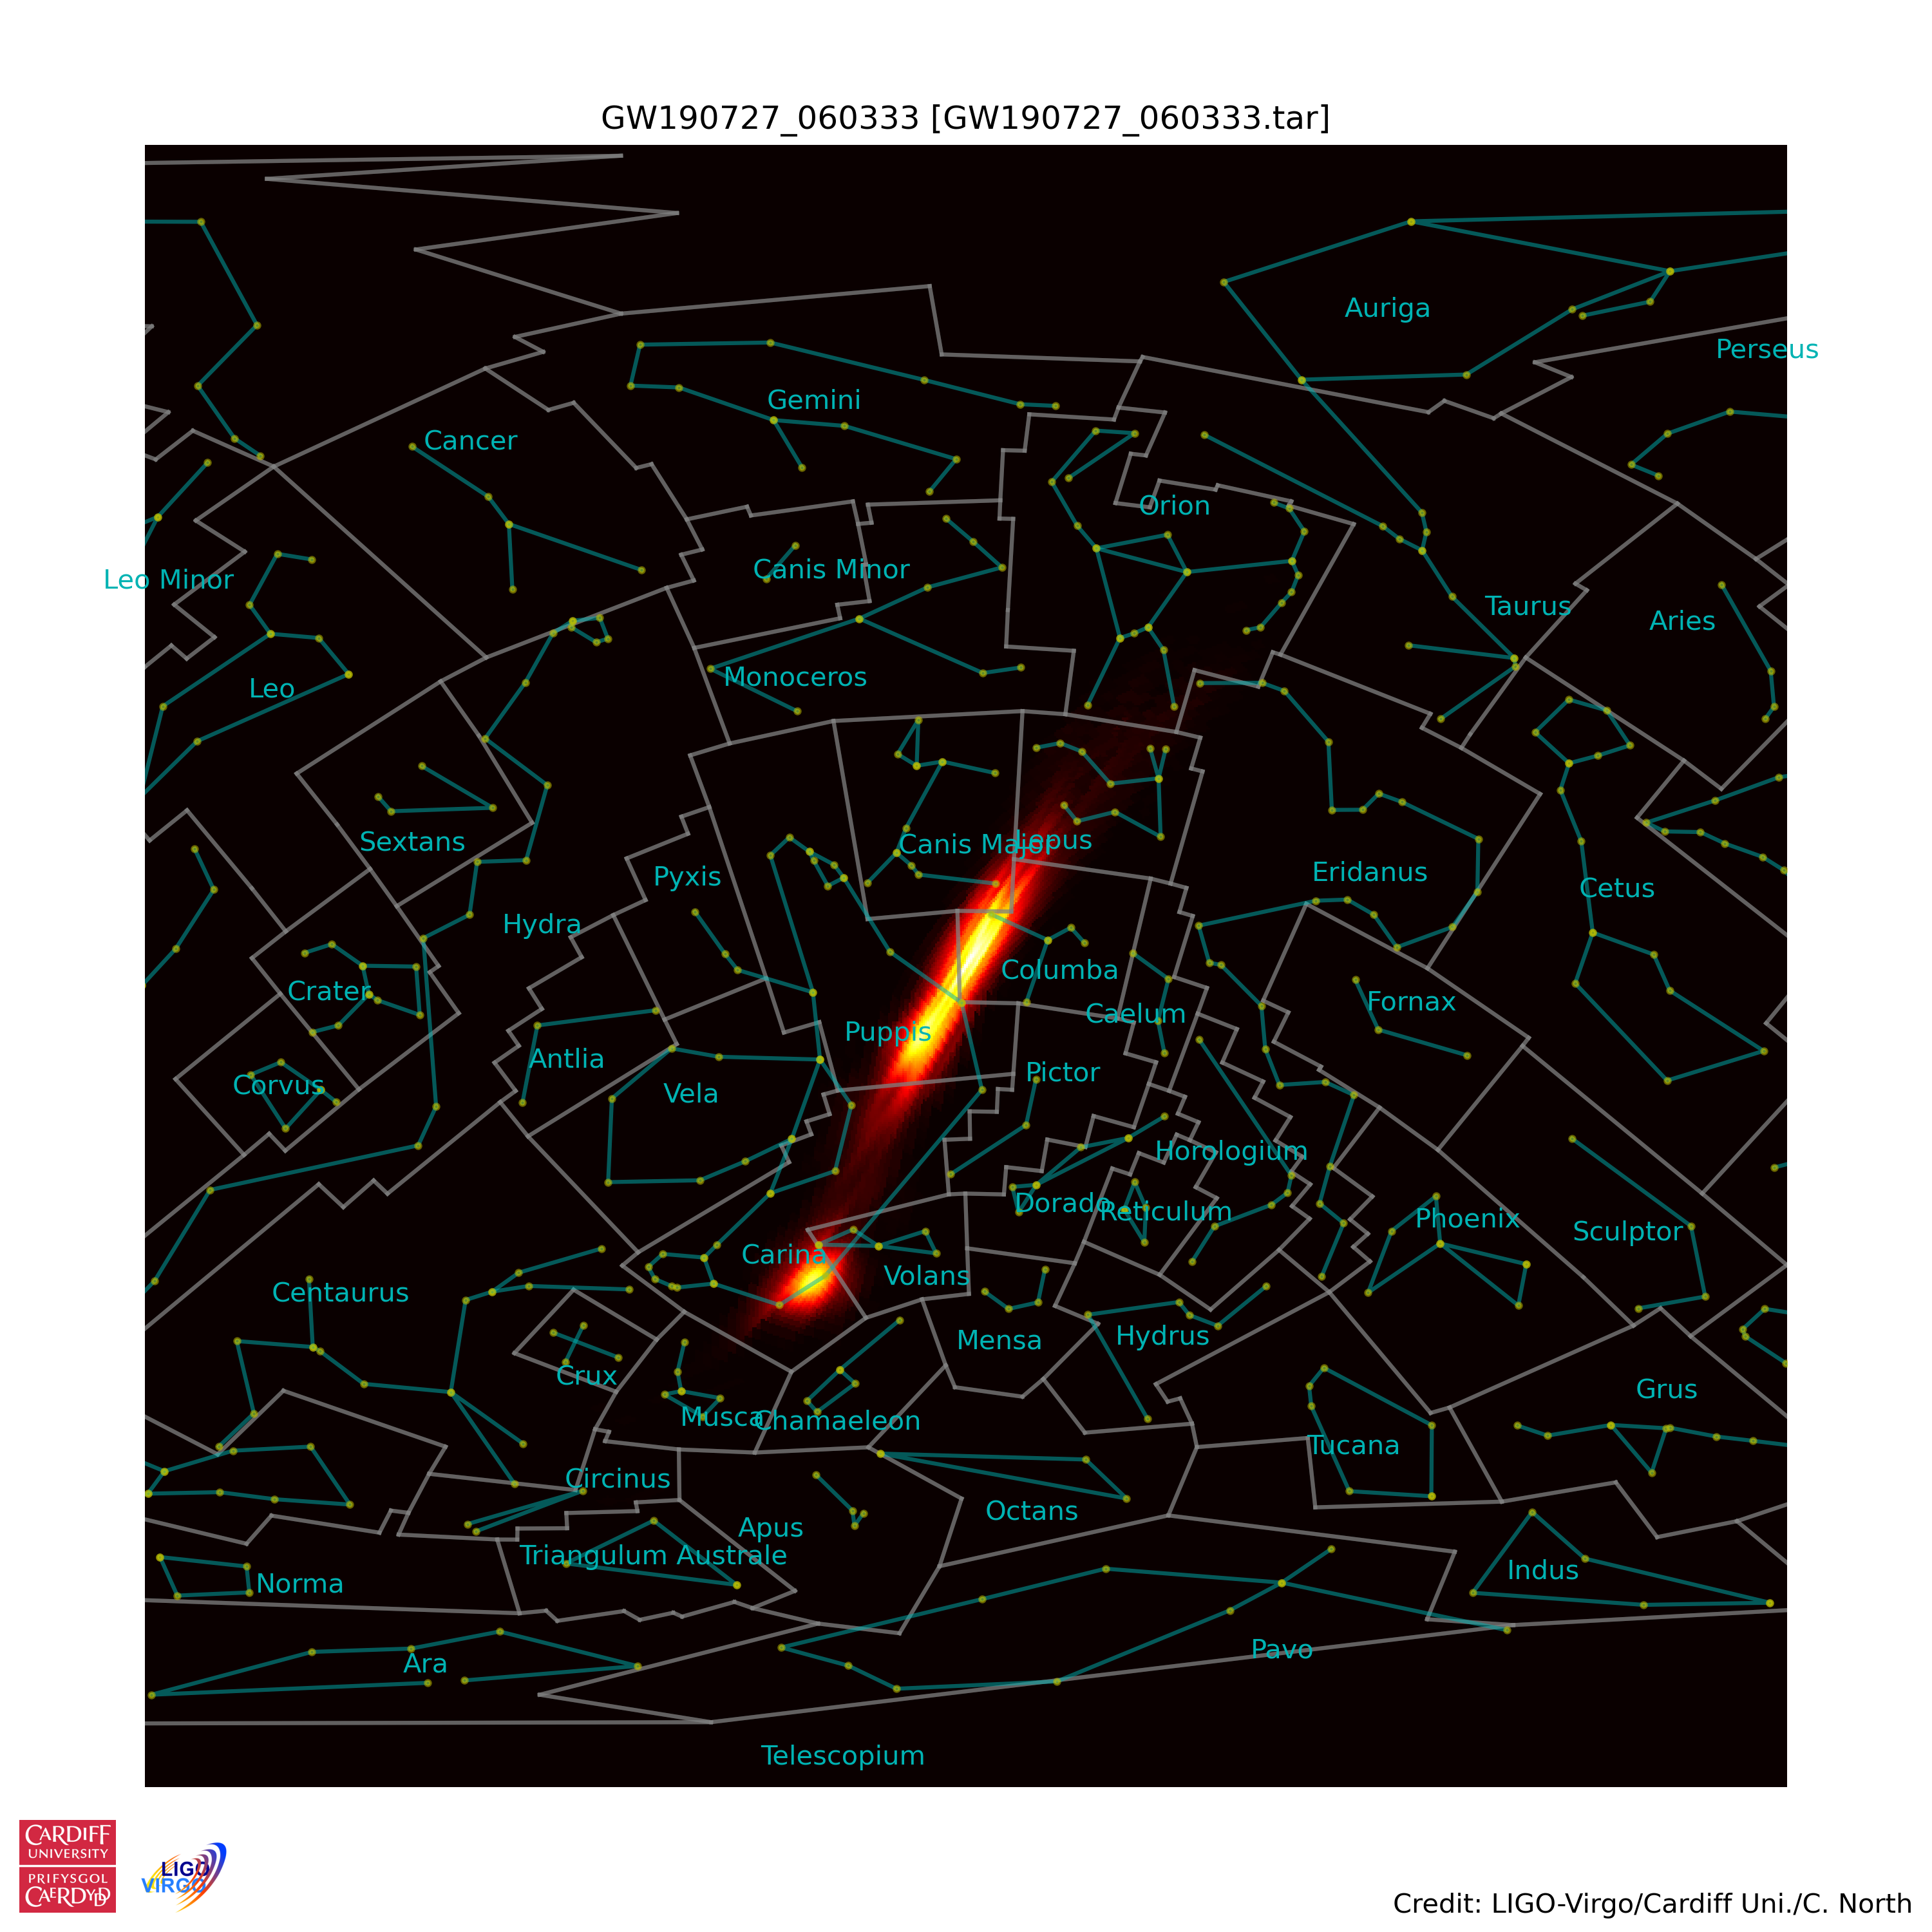 GW190727_060333 [GW190727_060333.tar]
Auriga
Perseus
Gemini
Cancer
Orion
Canis Minor
Leo Minor
Taurus
Aries
Leo
Monoceros
Sextans
Canis Major
Lepus
Pyxis
Eridanus
Cetus
Hydra
Columba
Crater
Fornax
Caelum
Puppis
Antlia
Pictor
Corvus
Vela
Horologium
Dorado
Reticulum
Phoenix
Sculptor
Carina
Volans
Centaurus
Mensa
Hydrus
Crux
Grus
Musca
Chamaeleon
Tucana
Circinus
Octans
Apus
Triangulum Australe
Norma
Indus
Pavo
Ara
Telescopium
CARDIFF
UNIVERSITY
PRIFYSGOL
CAERDYDD
LIGO
VIRGO
Credit: LIGO-Virgo/Cardiff Uni./C. North